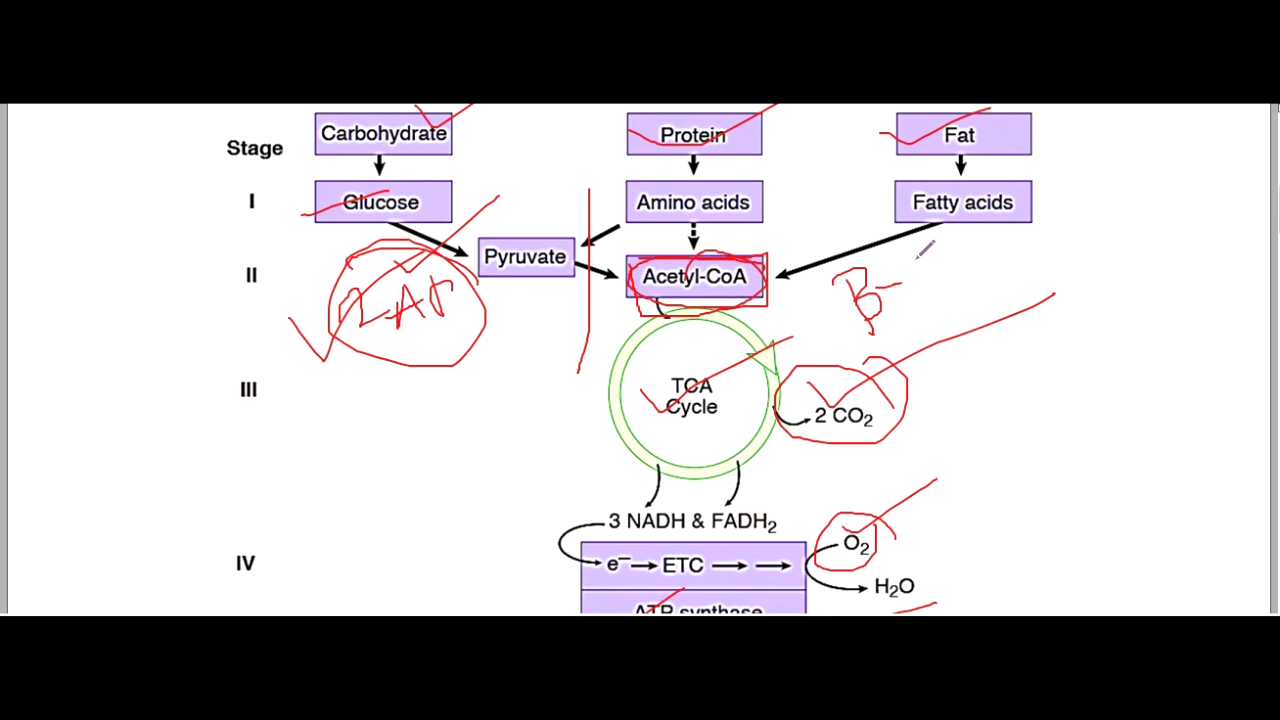 Carbohydrate Protein Fat
Stage
I Glucose Amino acids Fatty acids
Pyruvate
II Acetyl-CoA
B-
TCA
III Cycle
2 CO₂
3 NADH & FADH₂
O₂
IV e⁻ ETC
H₂O
ATP synthase